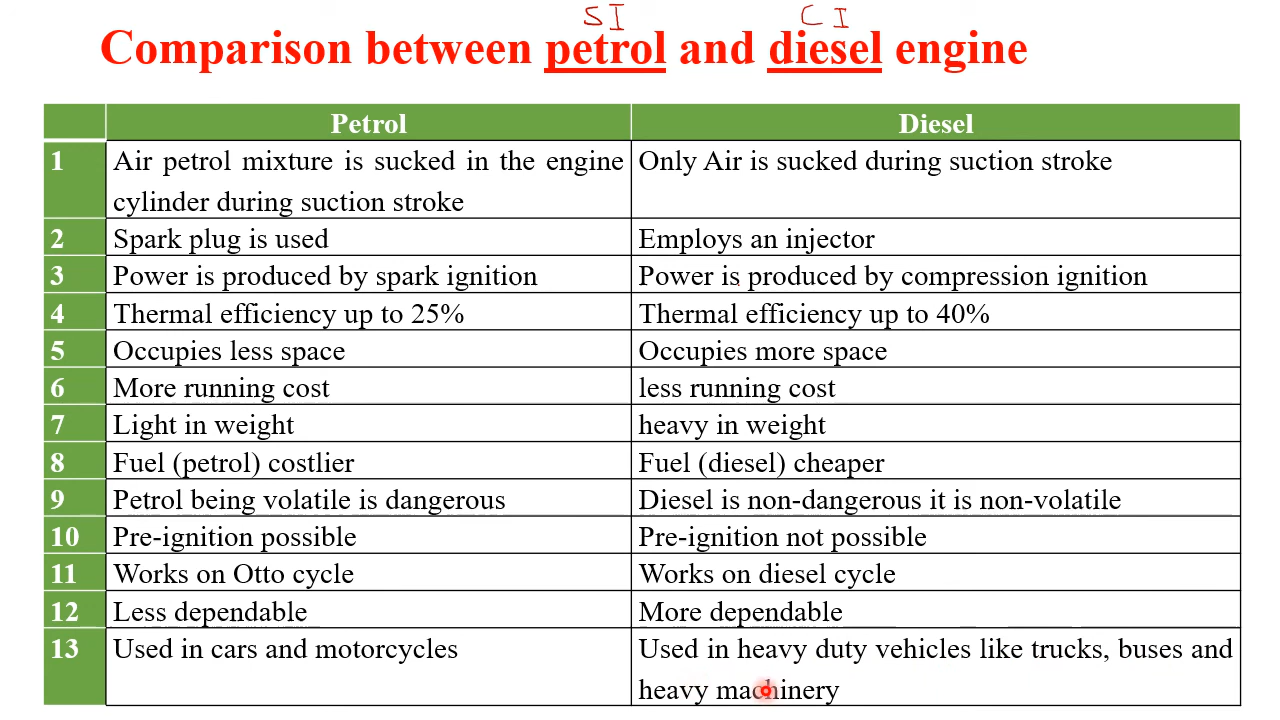 SI CI
Comparison between petrol and diesel engine
Petrol Diesel
1 Air petrol mixture is sucked in the engine Only Air is sucked during suction stroke
cylinder during suction stroke
2 Spark plug is used Employs an injector
3 Power is produced by spark ignition Power is produced by compression ignition
4 Thermal efficiency up to 25% Thermal efficiency up to 40%
5 Occupies less space Occupies more space
6 More running cost less running cost
7 Light in weight heavy in weight
8 Fuel (petrol) costlier Fuel (diesel) cheaper
9 Petrol being volatile is dangerous Diesel is non-dangerous it is non-volatile
10 Pre-ignition possible Pre-ignition not possible
11 Works on Otto cycle Works on diesel cycle
12 Less dependable More dependable
13 Used in cars and motorcycles Used in heavy duty vehicles like trucks, buses and
heavy machinery